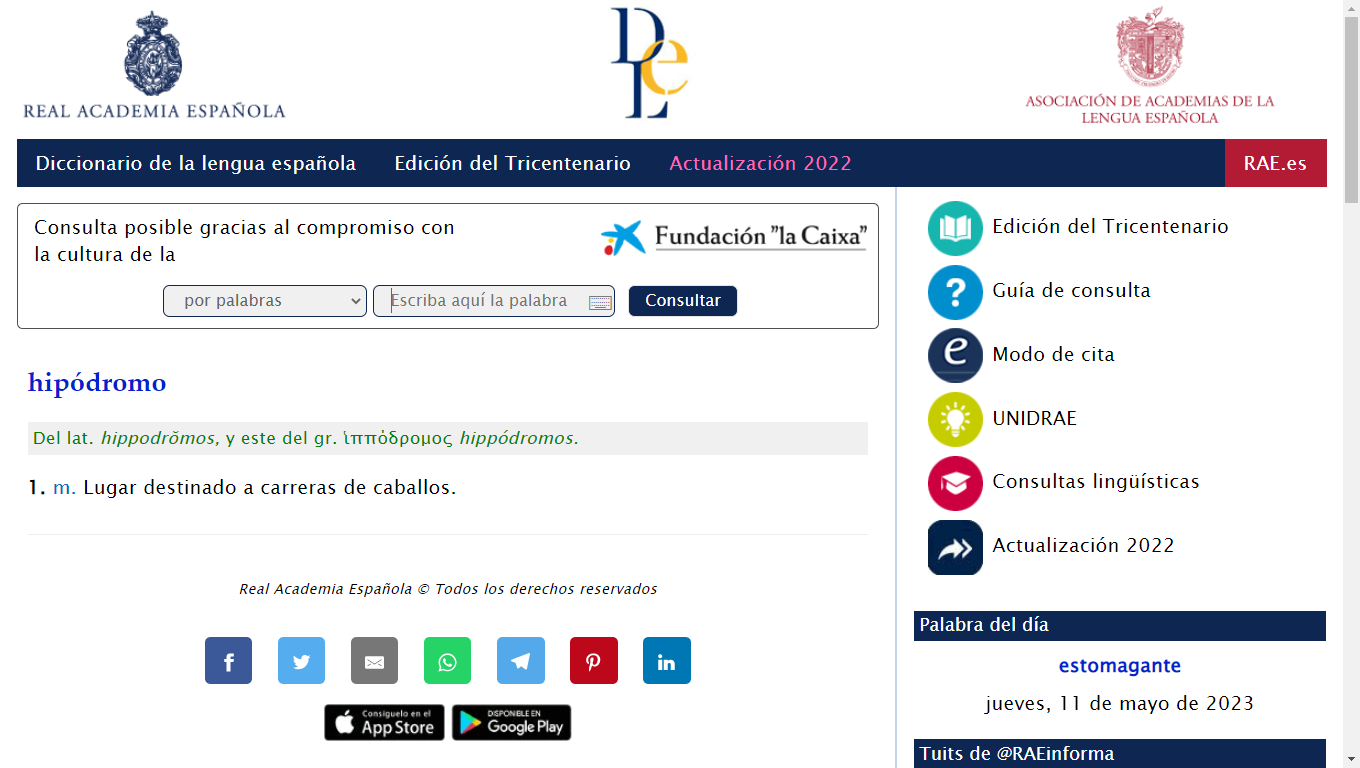 REAL ACADEMIA ESPAÑOLA
DLe
ASOCIACIÓN DE ACADEMIAS DE LA
LENGUA ESPAÑOLA
Diccionario de la lengua española
Edición del Tricentenario
Actualización 2022
RAE.es
Consulta posible gracias al compromiso con
la cultura de la
Fundación "la Caixa"
por palabras
Escriba aquí la palabra
Consultar
hipódromo
Del lat. hippodrŏmos, y este del gr. ἱππόδρομος hippódromos.
1. m. Lugar destinado a carreras de caballos.
Real Academia Española © Todos los derechos reservados
Consíguelo en el
App Store
DISPONIBLE EN
Google Play
Edición del Tricentenario
Guía de consulta
Modo de cita
UNIDRAE
Consultas lingüísticas
Actualización 2022
Palabra del día
estomagante
jueves, 11 de mayo de 2023
Tuits de @RAEinforma